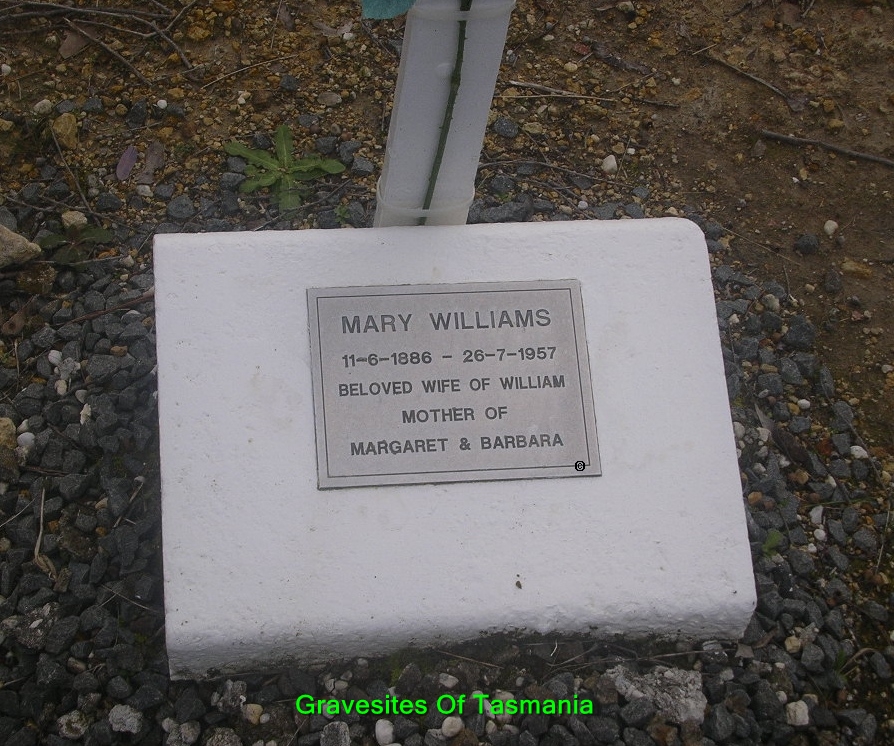 MARY WILLIAMS
11-6-1886 - 26-7-1957
BELOVED WIFE OF WILLIAM
MOTHER OF
MARGARET & BARBARA
Gravesites Of Tasmania